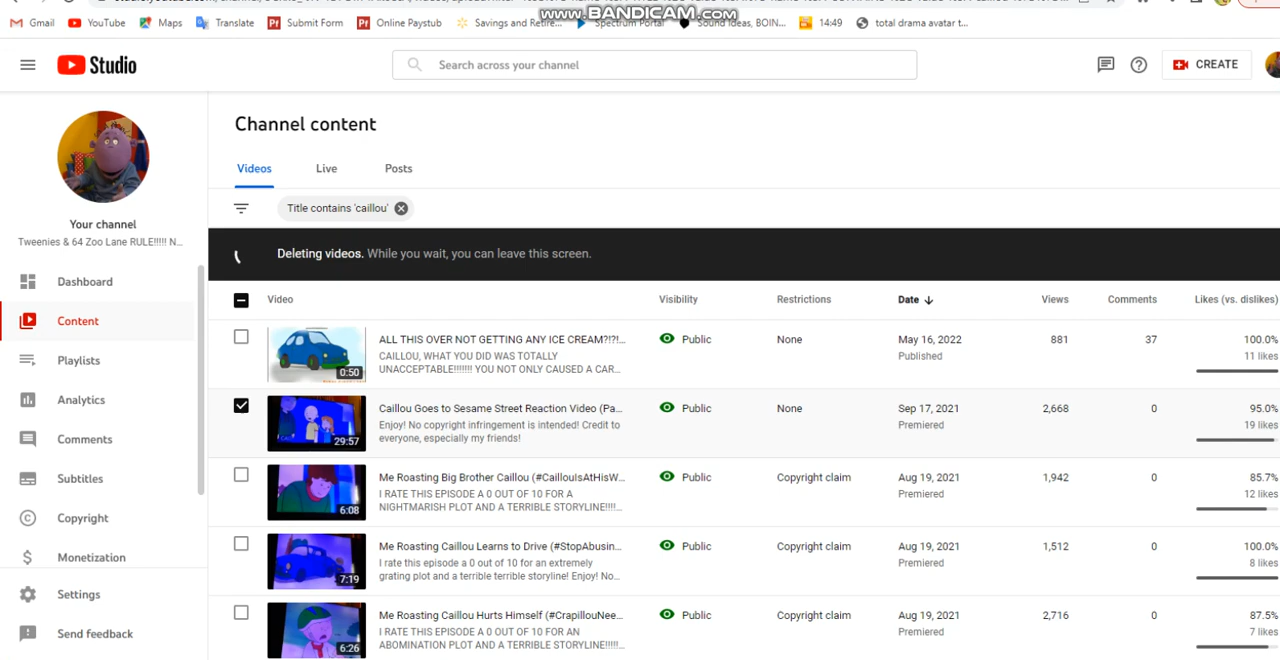 www.BANDICAM.com
Gmail YouTube Maps Translate Submit Form Online Paystub Savings and Retire... Spectrum Portal Sound Ideas, BOIN... 14:49 total drama avatar t...
Studio
Search across your channel
CREATE
Your channel
Tweenies & 64 Zoo Lane RULE!!!!! N...
Dashboard
Content
Playlists
Analytics
Comments
Subtitles
Copyright
Monetization
Settings
Send feedback
Channel content
Videos Live Posts
Title contains 'caillou'
Deleting videos. While you wait, you can leave this screen.
Video Visibility Restrictions Date Views Comments Likes (vs. dislikes)
ALL THIS OVER NOT GETTING ANY ICE CREAM?!?!... Public None May 16, 2022 881 37 100.0%
CAILLOU, WHAT YOU DID WAS TOTALLY Published 11 likes
UNACCEPTABLE!!!!!!! YOU NOT ONLY CAUSED A CAR...
0:50
Caillou Goes to Sesame Street Reaction Video (Pa... Public None Sep 17, 2021 2,668 0 95.0%
Enjoy! No copyright infringement is intended! Credit to Premiered 19 likes
everyone, especially my friends!
29:57
Me Roasting Big Brother Caillou (#CaillouIsAtHisW... Public Copyright claim Aug 19, 2021 1,942 0 85.7%
I RATE THIS EPISODE A 0 OUT OF 10 FOR A Premiered 12 likes
NIGHTMARISH PLOT AND A TERRIBLE STORYLINE!!!!...
6:08
Me Roasting Caillou Learns to Drive (#StopAbusin... Public Copyright claim Aug 19, 2021 1,512 0 100.0%
I rate this episode a 0 out of 10 for an extremely Premiered 8 likes
grating plot and a terrible terrible storyline! Enjoy! No...
7:19
Me Roasting Caillou Hurts Himself (#CrapillouNee... Public Copyright claim Aug 19, 2021 2,716 0 87.5%
I RATE THIS EPISODE A 0 OUT OF 10 FOR AN Premiered 7 likes
ABOMINATION PLOT AND A TERRIBLE STORYLINE!!!!...
6:26